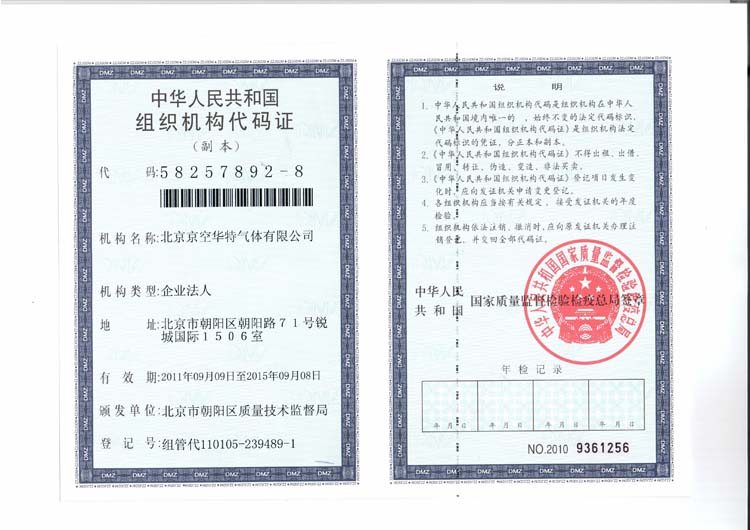 中华人民共和国
组织机构代码证
(副本)
代 码:58257892-8
机构名称:北京京空华特气体有限公司
机构类型:企业法人
地 址:北京市朝阳区朝阳路71号锐
城国际1506室
有 效 期:2011年09月09日至2015年09月08日
颁发单位:北京市朝阳区质量技术监督局
登 记 号:组管代110105-239489-1
说 明
1. 中华人民共和国组织机构代码是组织机构在中华人
民共和国境内唯一的、始终不变的法定代码标识,
《中华人民共和国组织机构代码证》是组织机构法定
代码标识的凭证,分正本和副本。
2. 《中华人民共和国组织机构代码证》不得出租、出借、
冒用、转让、伪造、变造、非法买卖。
3. 《中华人民共和国组织机构代码证》登记项目发生变
化时,应向发证机关申请变更登记。
4. 各组织机构应当按有关规定,接受发证机关的年度
检验。
5. 组织机构依法注销、撤消时,应向原发证机关办理注
销登记,并交回全部代码证。
中华人民
共和国 国家质量监督检验检疫总局签章
中华人民共和国国家质量监督检验检疫总局
年检记录
年 月 日 年 月 日 年 月 日 年 月 日
NO.2010 9361256
DMZ